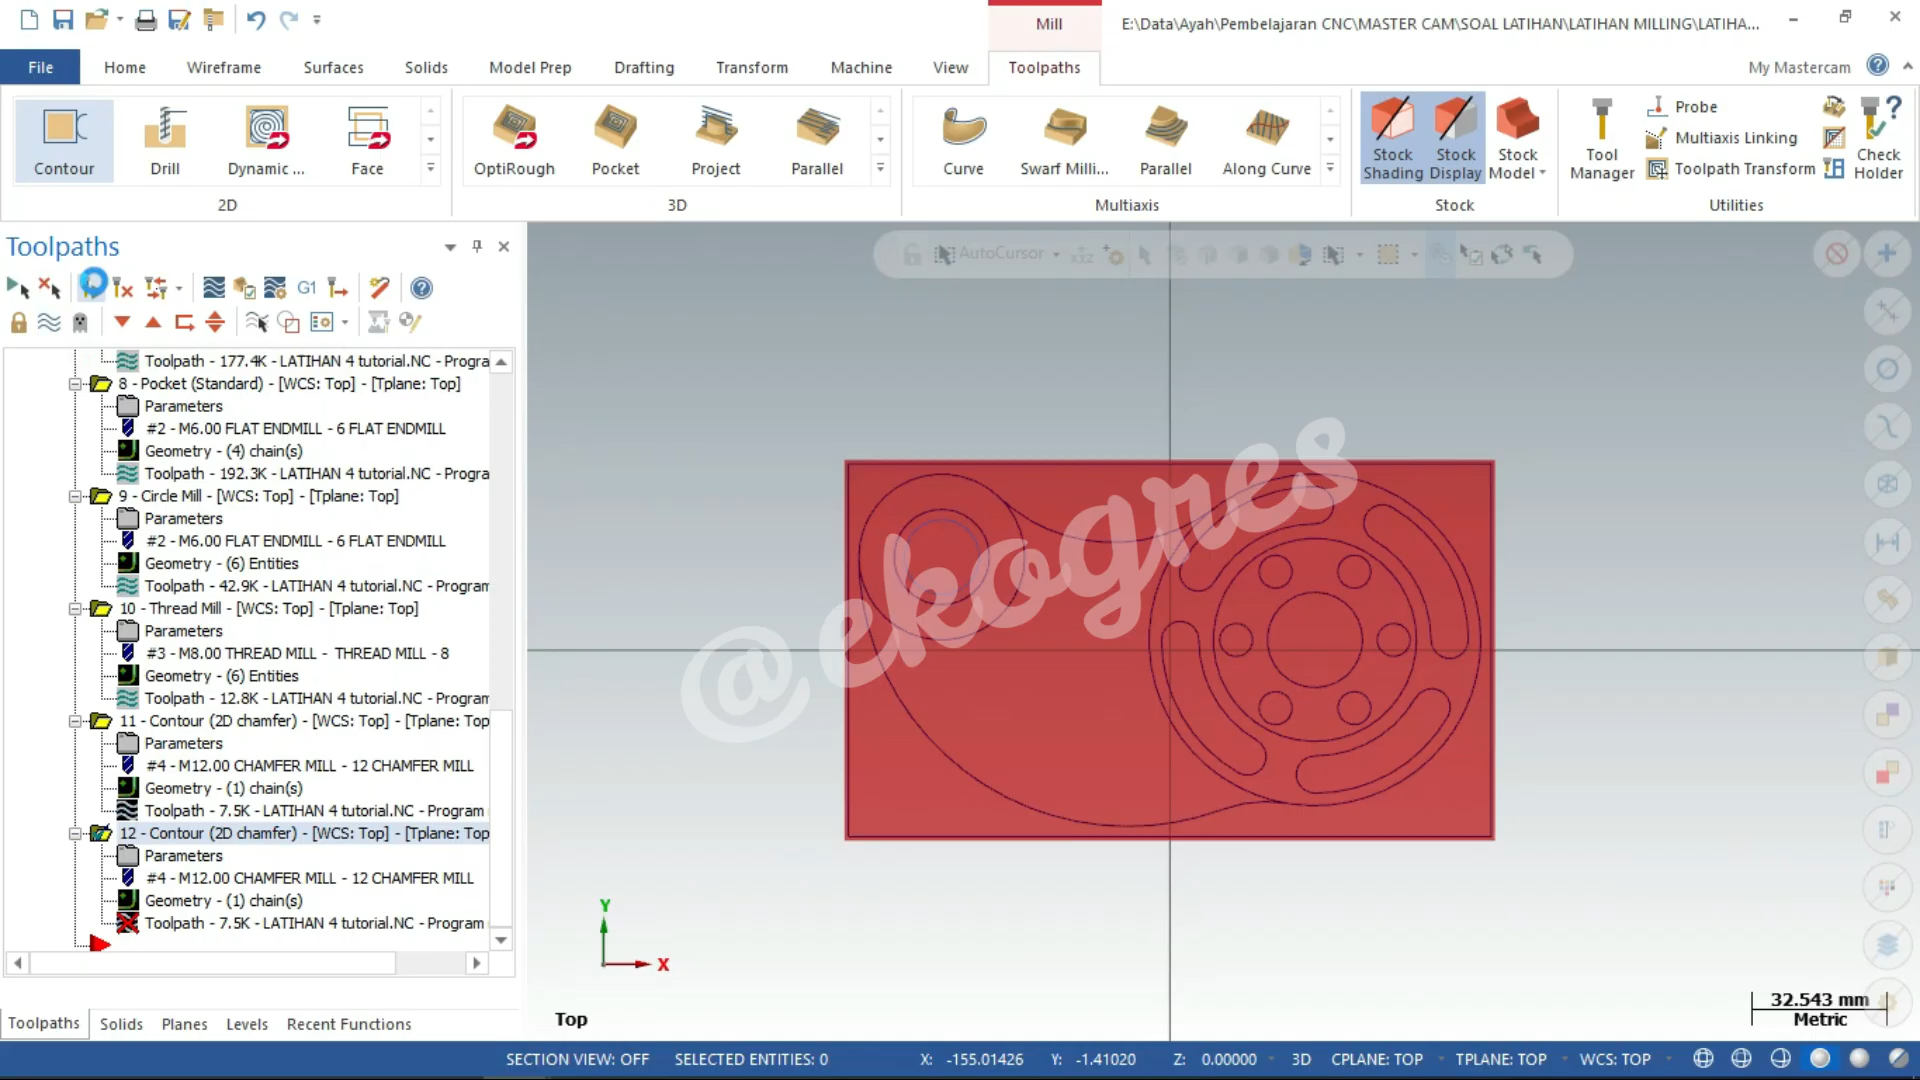 Mill
E:\Data\Ayah\Pembelajaran CNC\MASTER CAM\SOAL LATIHAN\LATIHAN MILLING\LATIHA...
File Home Wireframe Surfaces Solids Model Prep Drafting Transform Machine View Toolpaths My Mastercam
Contour Drill Dynamic ... Face
2D
OptiRough Pocket Project Parallel
3D
Curve Swarf Milli... Parallel Along Curve
Multiaxis
Stock Shading
Stock Display
Stock Model
Stock
Tool Manager
Probe
Multiaxis Linking
Toolpath Transform
Check Holder
Utilities
Toolpaths
G1
AutoCursor
XYZ
Toolpath - 177.4K - LATIHAN 4 tutorial.NC - Progra
8 - Pocket (Standard) - [WCS: Top] - [Tplane: Top]
Parameters
#2 - M6.00 FLAT ENDMILL - 6 FLAT ENDMILL
Geometry - (4) chain(s)
Toolpath - 192.3K - LATIHAN 4 tutorial.NC - Progra
9 - Circle Mill - [WCS: Top] - [Tplane: Top]
Parameters
#2 - M6.00 FLAT ENDMILL - 6 FLAT ENDMILL
Geometry - (6) Entities
Toolpath - 42.9K - LATIHAN 4 tutorial.NC - Program
10 - Thread Mill - [WCS: Top] - [Tplane: Top]
Parameters
#3 - M8.00 THREAD MILL - THREAD MILL - 8
Geometry - (6) Entities
Toolpath - 12.8K - LATIHAN 4 tutorial.NC - Program
11 - Contour (2D chamfer) - [WCS: Top] - [Tplane: Top
Parameters
#4 - M12.00 CHAMFER MILL - 12 CHAMFER MILL
Geometry - (1) chain(s)
Toolpath - 7.5K - LATIHAN 4 tutorial.NC - Program
12 - Contour (2D chamfer) - [WCS: Top] - [Tplane: Top
Parameters
#4 - M12.00 CHAMFER MILL - 12 CHAMFER MILL
Geometry - (1) chain(s)
Toolpath - 7.5K - LATIHAN 4 tutorial.NC - Program
@ekogres
Y
X
Top
32.543 mm
Metric
Toolpaths Solids Planes Levels Recent Functions
SECTION VIEW: OFF SELECTED ENTITIES: 0 X: -155.01426 Y: -1.41020 Z: 0.00000 3D CPLANE: TOP TPLANE: TOP WCS: TOP